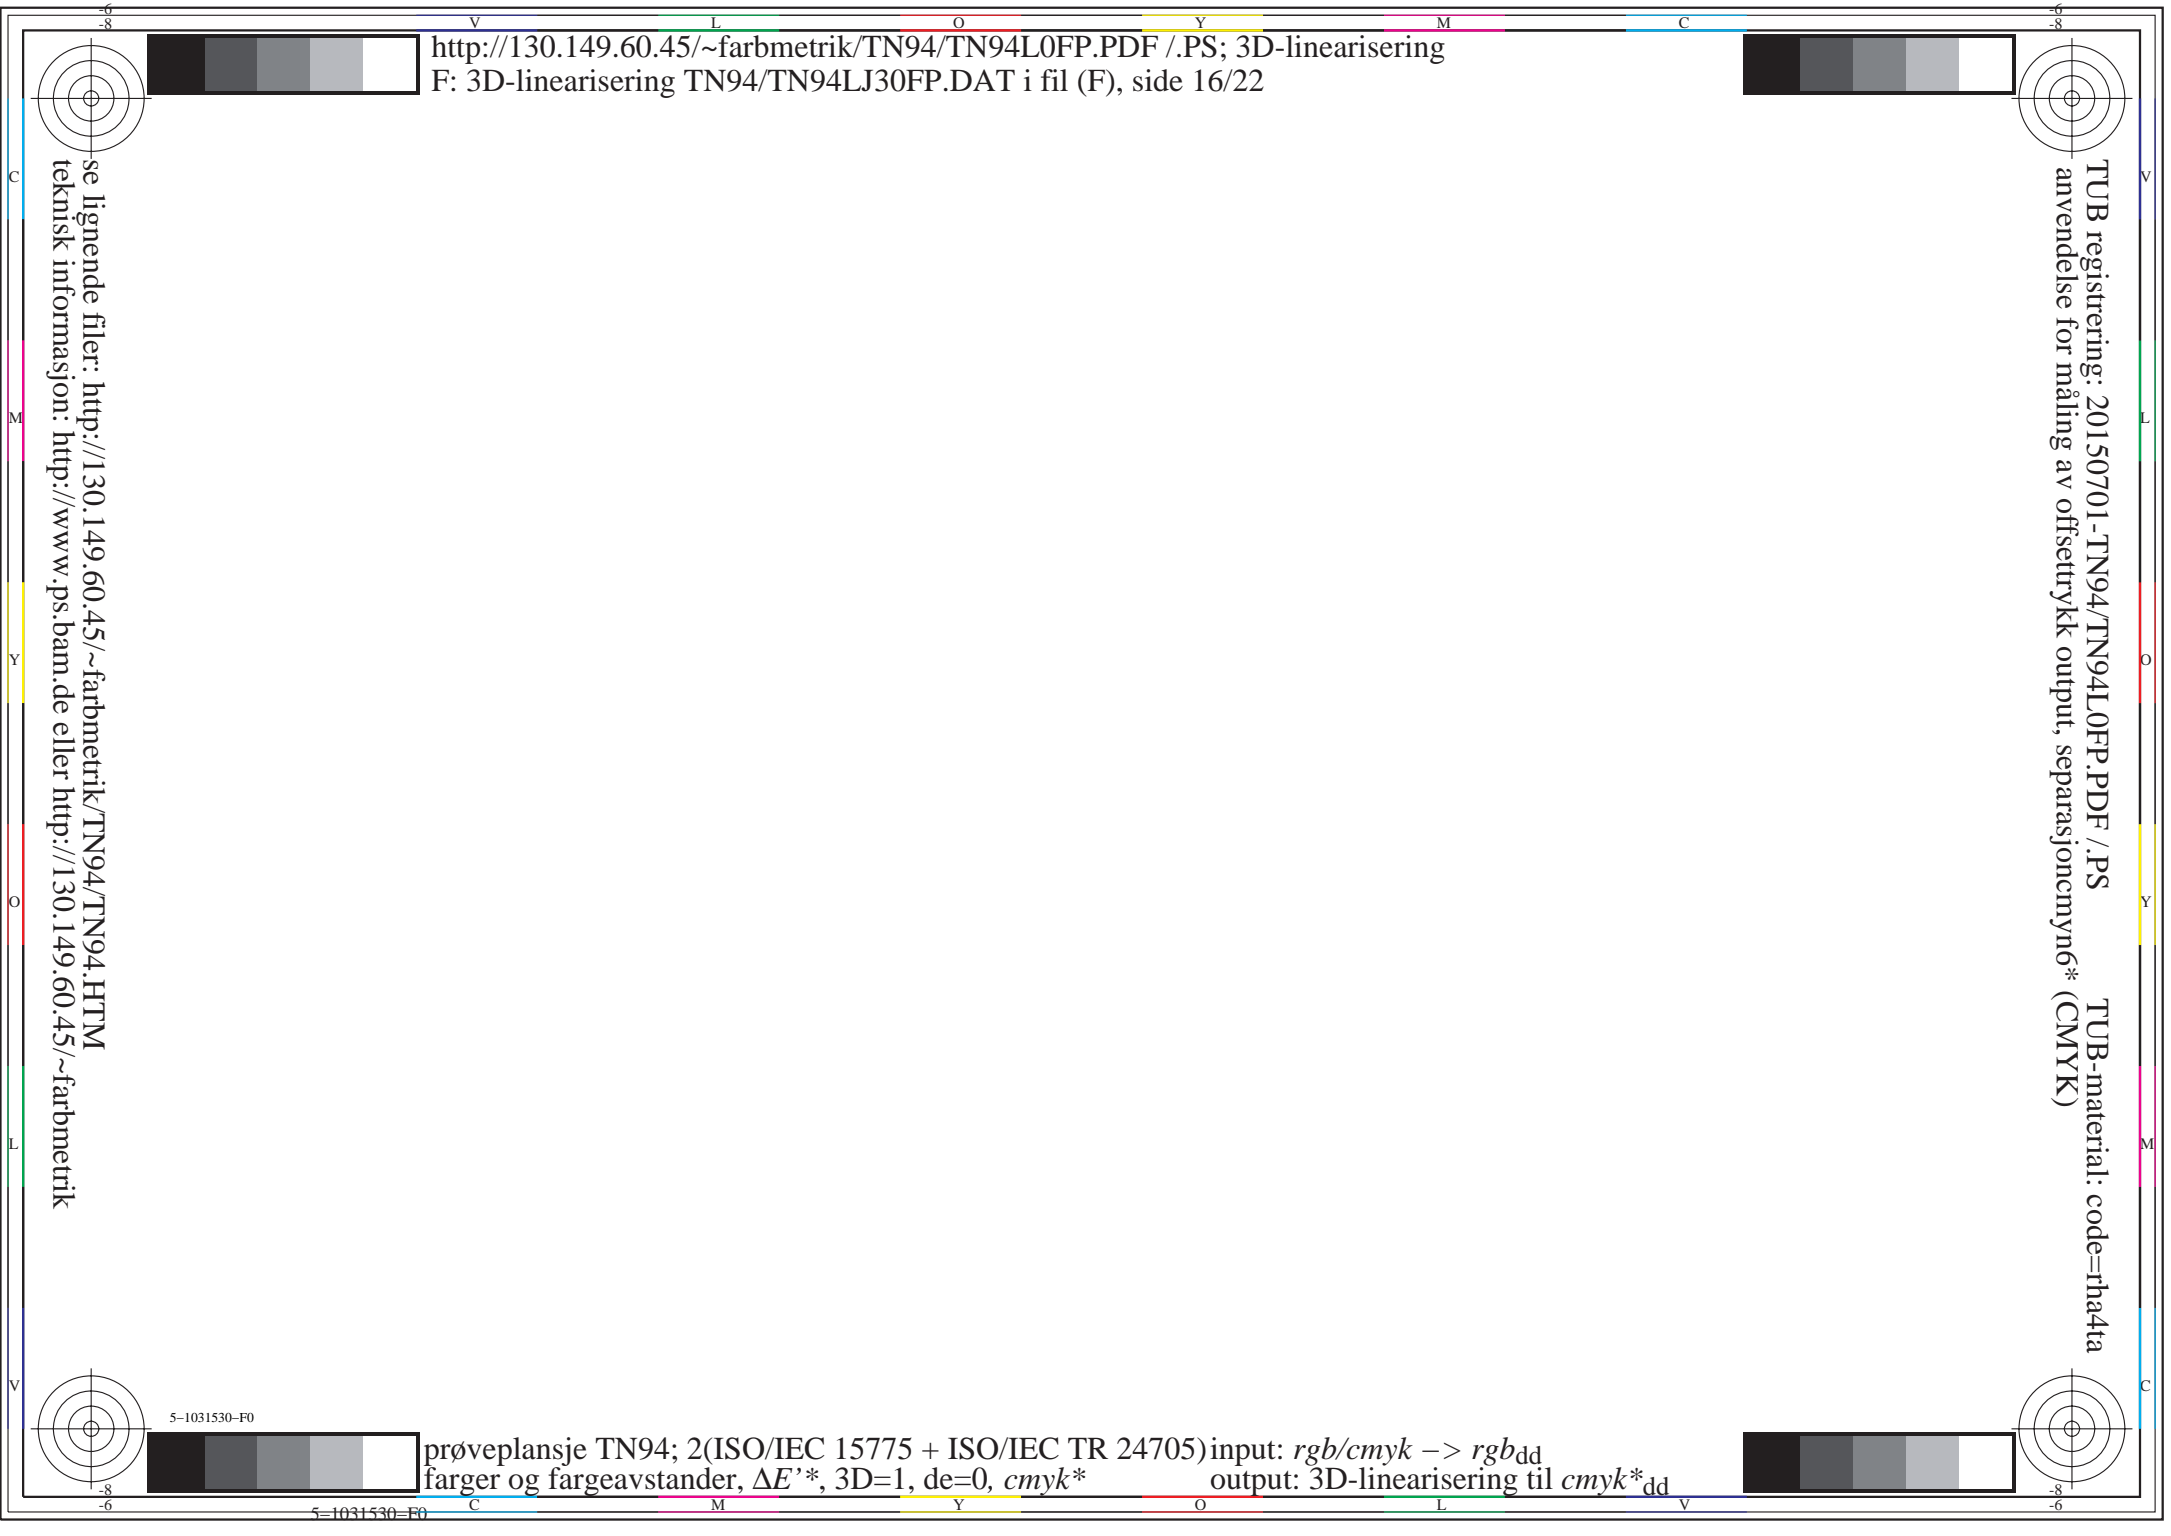 -6
-8
V L O Y M C
-6
-8
http://130.149.60.45/~farbmetrik/TN94/TN94L0FP.PDF /.PS; 3D-linearisering
F: 3D-linearisering TN94/TN94LJ30FP.DAT i fil (F), side 16/22
C
M
Y
O
L
V
se lignende filer: http://130.149.60.45/~farbmetrik/TN94/TN94.HTM
teknisk informasjon: http://www.ps.bam.de eller http://130.149.60.45/~farbmetrik
TUB registrering: 20150701-TN94/TN94L0FP.PDF /.PS TUB-material: code=rha4ta
anvendelse for måling av offsettrykk output, separasjoncmyn6* (CMYK)
V
L
O
Y
M
C
5-1031530-F0
prøveplansje TN94; 2(ISO/IEC 15775 + ISO/IEC TR 24705) input: rgb/cmyk -> rgbdd
farger og fargeavstander, ΔE'*, 3D=1, de=0, cmyk* output: 3D-linearisering til cmyk*dd
-8
-6
C M Y O L V
-8
-6
5-1031530-F0